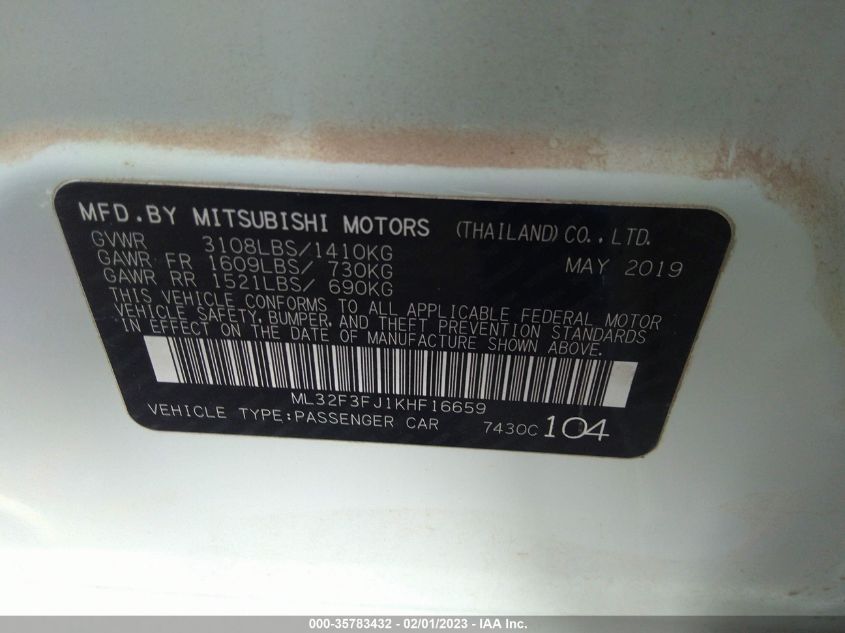 MFD.BY MITSUBISHI MOTORS (THAILAND) CO., LTD.
GVWR 3108LBS/1410KG MAY 2019
GAWR FR 1609LBS/ 730KG
GAWR RR 1521LBS/ 690KG
THIS VEHICLE CONFORMS TO ALL APPLICABLE FEDERAL MOTOR
VEHICLE SAFETY, BUMPER, AND THEFT PREVENTION STANDARDS
IN EFFECT ON THE DATE OF MANUFACTURE SHOWN ABOVE.
ML32F3FJ1KHF16659
VEHICLE TYPE:PASSENGER CAR 7430C 104
000-35783432 - 02/01/2023 - IAA Inc.